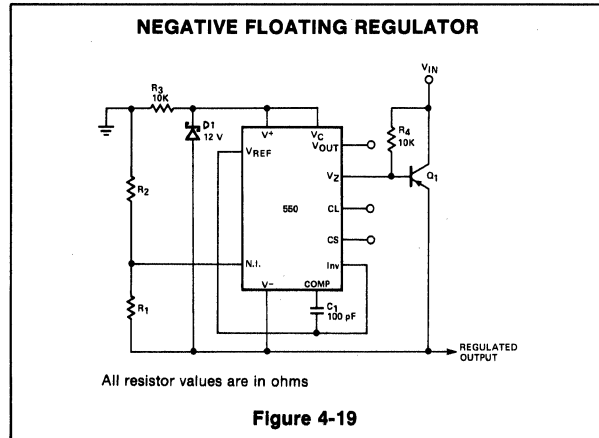 NEGATIVE FLOATING REGULATOR
VIN
R3
10K
D1
12 V
V+
VC
VOUT
R4
10K
VREF
VZ
Q1
R2
550
CL
CS
N.I.
Inv
V−
COMP
R1
C1
100 pF
REGULATED
OUTPUT
All resistor values are in ohms
Figure 4-19